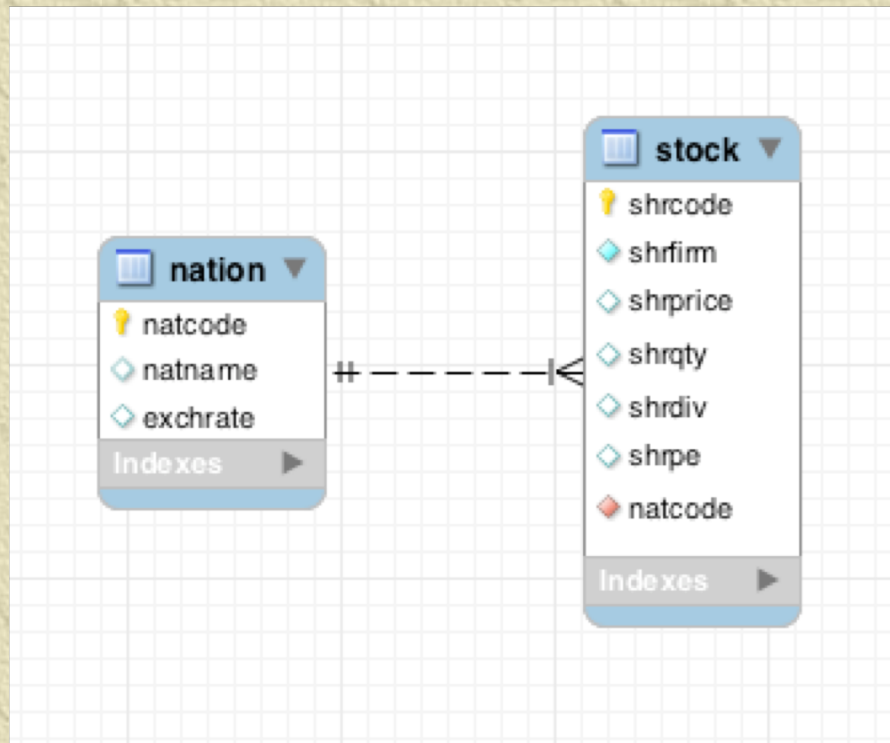 nation
natcode
natname
exchrate
Indexes
stock
shrcode
shrfirm
shrprice
shrqty
shrdiv
shrpe
natcode
Indexes